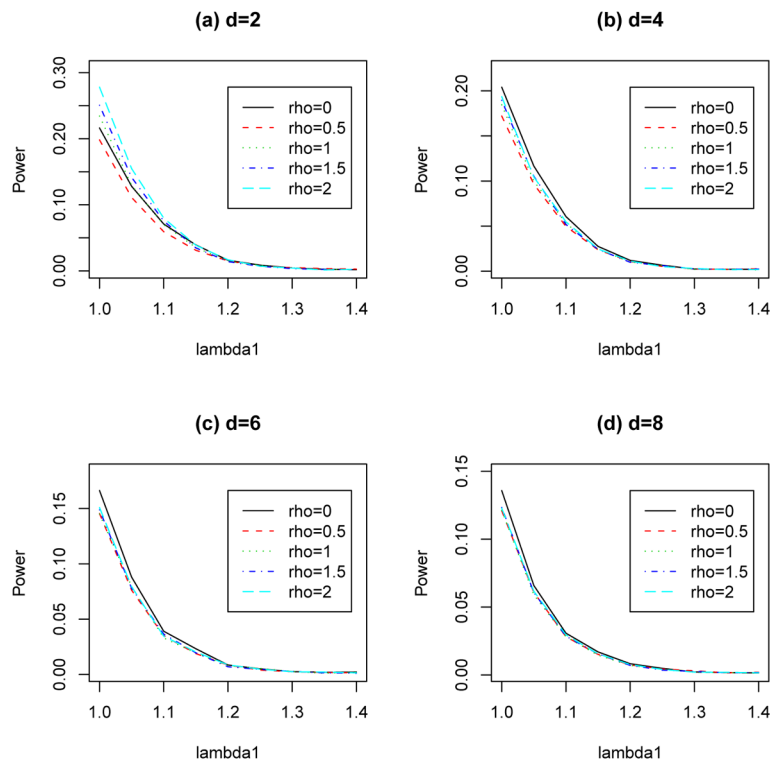 (a) d=2
0.30
0.20
0.10
0.00
Power
rho=0
rho=0.5
rho=1
rho=1.5
rho=2
1.0 1.1 1.2 1.3 1.4
lambda1
(b) d=4
0.20
0.10
0.00
Power
rho=0
rho=0.5
rho=1
rho=1.5
rho=2
1.0 1.1 1.2 1.3 1.4
lambda1
(c) d=6
0.15
0.10
0.05
0.00
Power
rho=0
rho=0.5
rho=1
rho=1.5
rho=2
1.0 1.1 1.2 1.3 1.4
lambda1
(d) d=8
0.15
0.10
0.05
0.00
Power
rho=0
rho=0.5
rho=1
rho=1.5
rho=2
1.0 1.1 1.2 1.3 1.4
lambda1